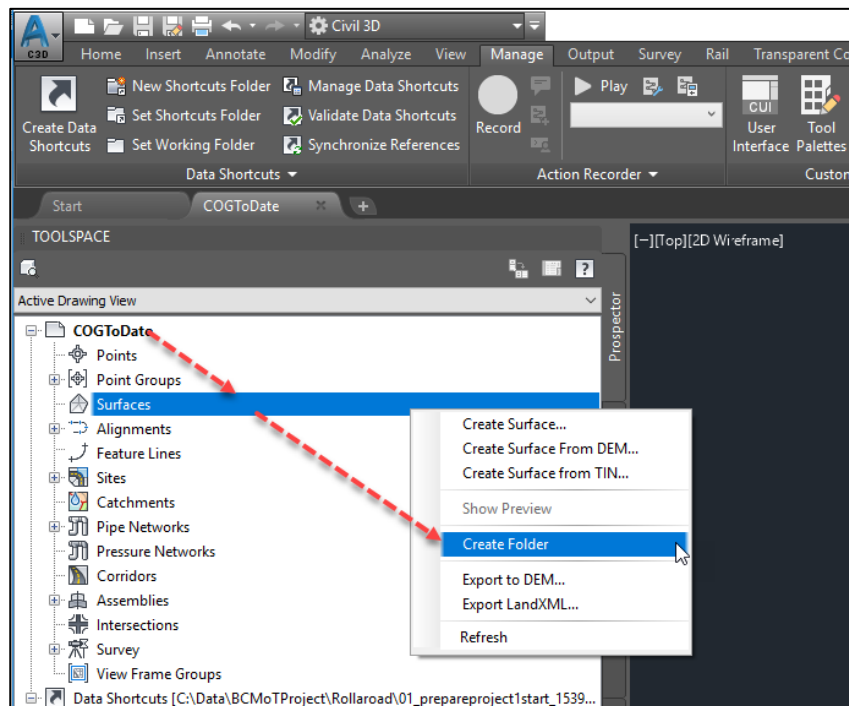 C3D
Civil 3D
Home Insert Annotate Modify Analyze View Manage Output Survey Rail Transparent Co
New Shortcuts Folder Manage Data Shortcuts
Play
CUI
Create Data Shortcuts
Set Shortcuts Folder Validate Data Shortcuts
Record
User Interface
Tool Palettes
Set Working Folder Synchronize References
Data Shortcuts Action Recorder Custom
Start COGToDate
TOOLSPACE
[−][Top][2D Wireframe]
Active Drawing View
Prospector
COGToDate
Points
Point Groups
Surfaces
Alignments
Feature Lines
Sites
Catchments
Pipe Networks
Pressure Networks
Corridors
Assemblies
Intersections
Survey
View Frame Groups
Data Shortcuts [C:\Data\BCMoTProject\Rollaroad\01_prepareproject1start_1539...
Create Surface...
Create Surface From DEM...
Create Surface from TIN...
Show Preview
Create Folder
Export to DEM...
Export LandXML...
Refresh